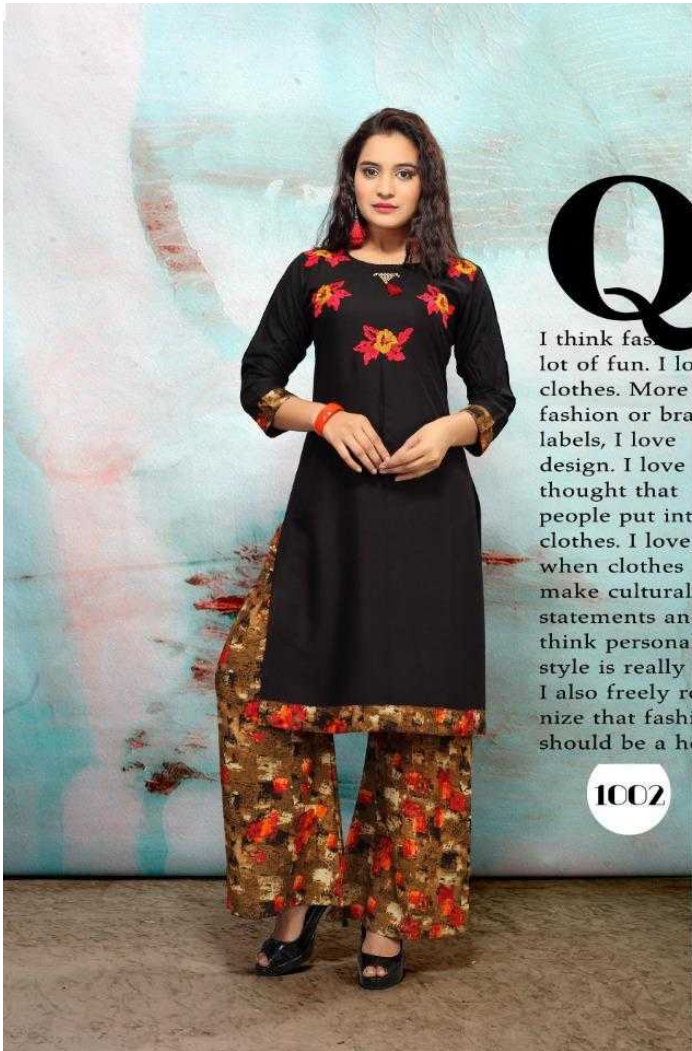 Q
I think fas
lot of fun. I lo
clothes. More
fashion or bra
labels, I love
design. I love
thought that
people put int
clothes. I love
when clothes
make cultural
statements an
think persona
style is really
I also freely re
nize that fashi
should be a h
1002